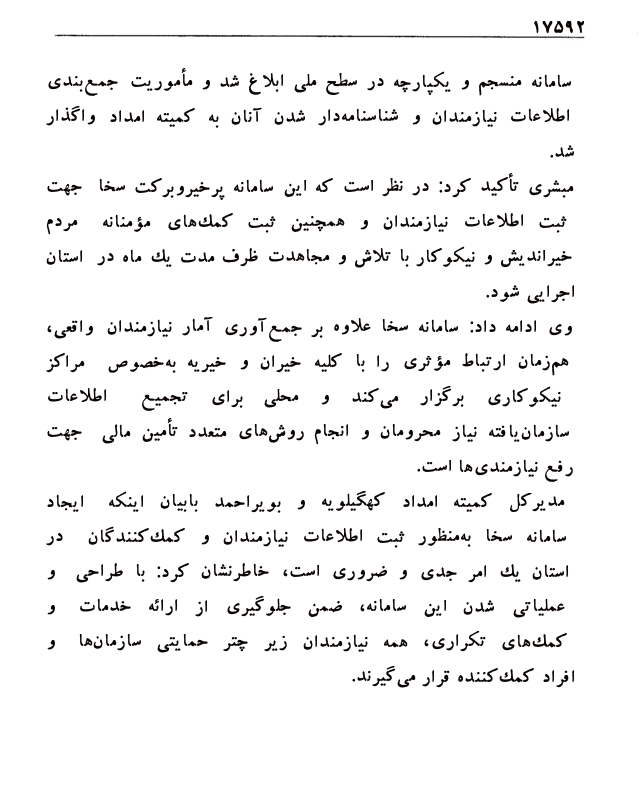 ۱۷۵۹۲
سامانه منسجم و یکپارچه در سطح ملی ابلاغ شد و مأموریت جمع‌بندی
اطلاعات نیازمندان و شناسنامه‌دار شدن آنان به کمیته امداد واگذار
شد.
مبشری تأکید کرد: در نظر است که این سامانه پرخیروبرکت سخا جهت
ثبت اطلاعات نیازمندان و همچنین ثبت کمك‌های مؤمنانه مردم
خیراندیش و نیکوکار با تلاش و مجاهدت ظرف مدت يك ماه در استان
اجرایی شود.
وی ادامه داد: سامانه سخا علاوه بر جمع‌آوری آمار نیازمندان واقعی،
هم‌زمان ارتباط مؤثری را با کلیه خیران و خیریه به‌خصوص مراکز
نیکوکاری برگزار می‌کند و محلی برای تجمیع اطلاعات
سازمان‌یافته نیاز محرومان و انجام روش‌های متعدد تأمین مالی جهت
رفع نیازمندی‌ها است.
مدیرکل کمیته امداد کهگیلویه و بویراحمد بابیان اینکه ایجاد
سامانه سخا به‌منظور ثبت اطلاعات نیازمندان و کمك‌کنندگان در
استان يك امر جدی و ضروری است، خاطرنشان کرد: با طراحی و
عملیاتی شدن این سامانه، ضمن جلوگیری از ارائه خدمات و
کمك‌های تکراری، همه نیازمندان زیر چتر حمایتی سازمان‌ها و
افراد کمك‌کننده قرار می‌گیرند.